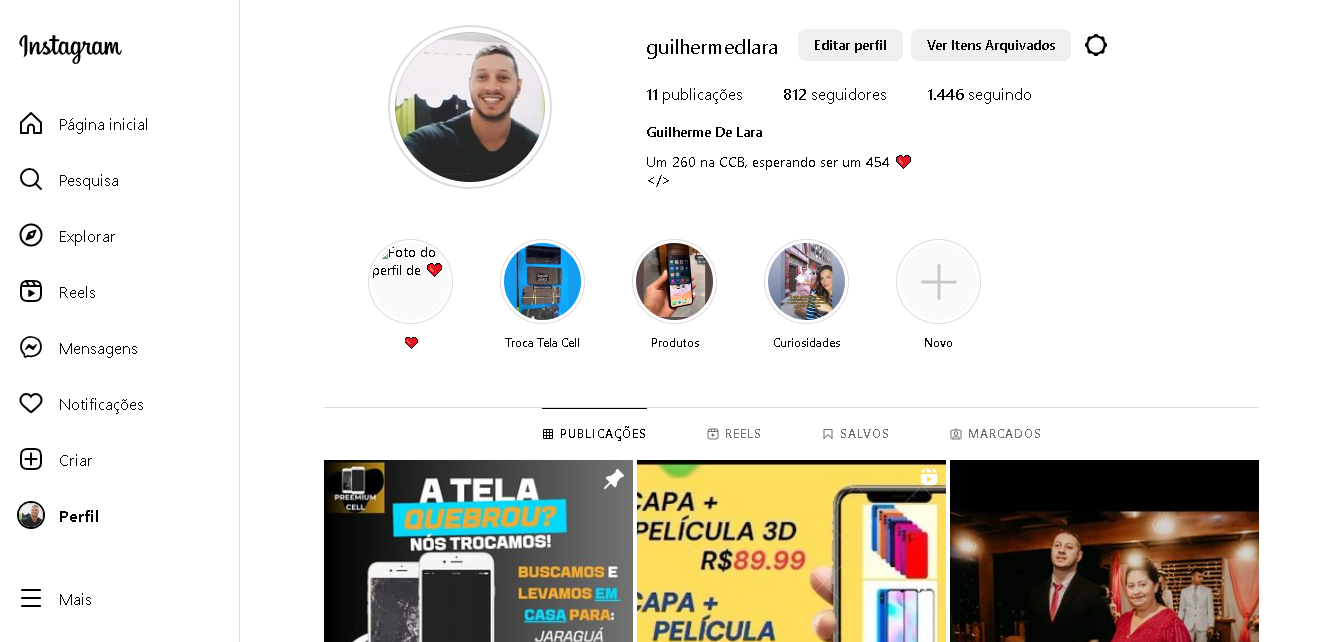 Instagram
Página inicial
Pesquisa
Explorar
Reels
Mensagens
Notificações
Criar
Perfil
Mais
guilhermedlara
Editar perfil
Ver Itens Arquivados
11 publicações
812 seguidores
1.446 seguindo
Guilherme De Lara
Um 260 na CCB, esperando ser um 454 ❤️
</>
Foto do
perfil de ❤️
❤️
Troca Tela Cell
Produtos
Curiosidades
Novo
PUBLICAÇÕES
REELS
SALVOS
MARCADOS
PREEMIUM
CELL
A TELA
QUEBROU?
NÓS TROCAMOS!
BUSCAMOS E
LEVAMOS EM
CASA PARA:
JARAGUÁ
CAPA +
PELÍCULA 3D
R$89.99
CAPA +
PELÍCULA